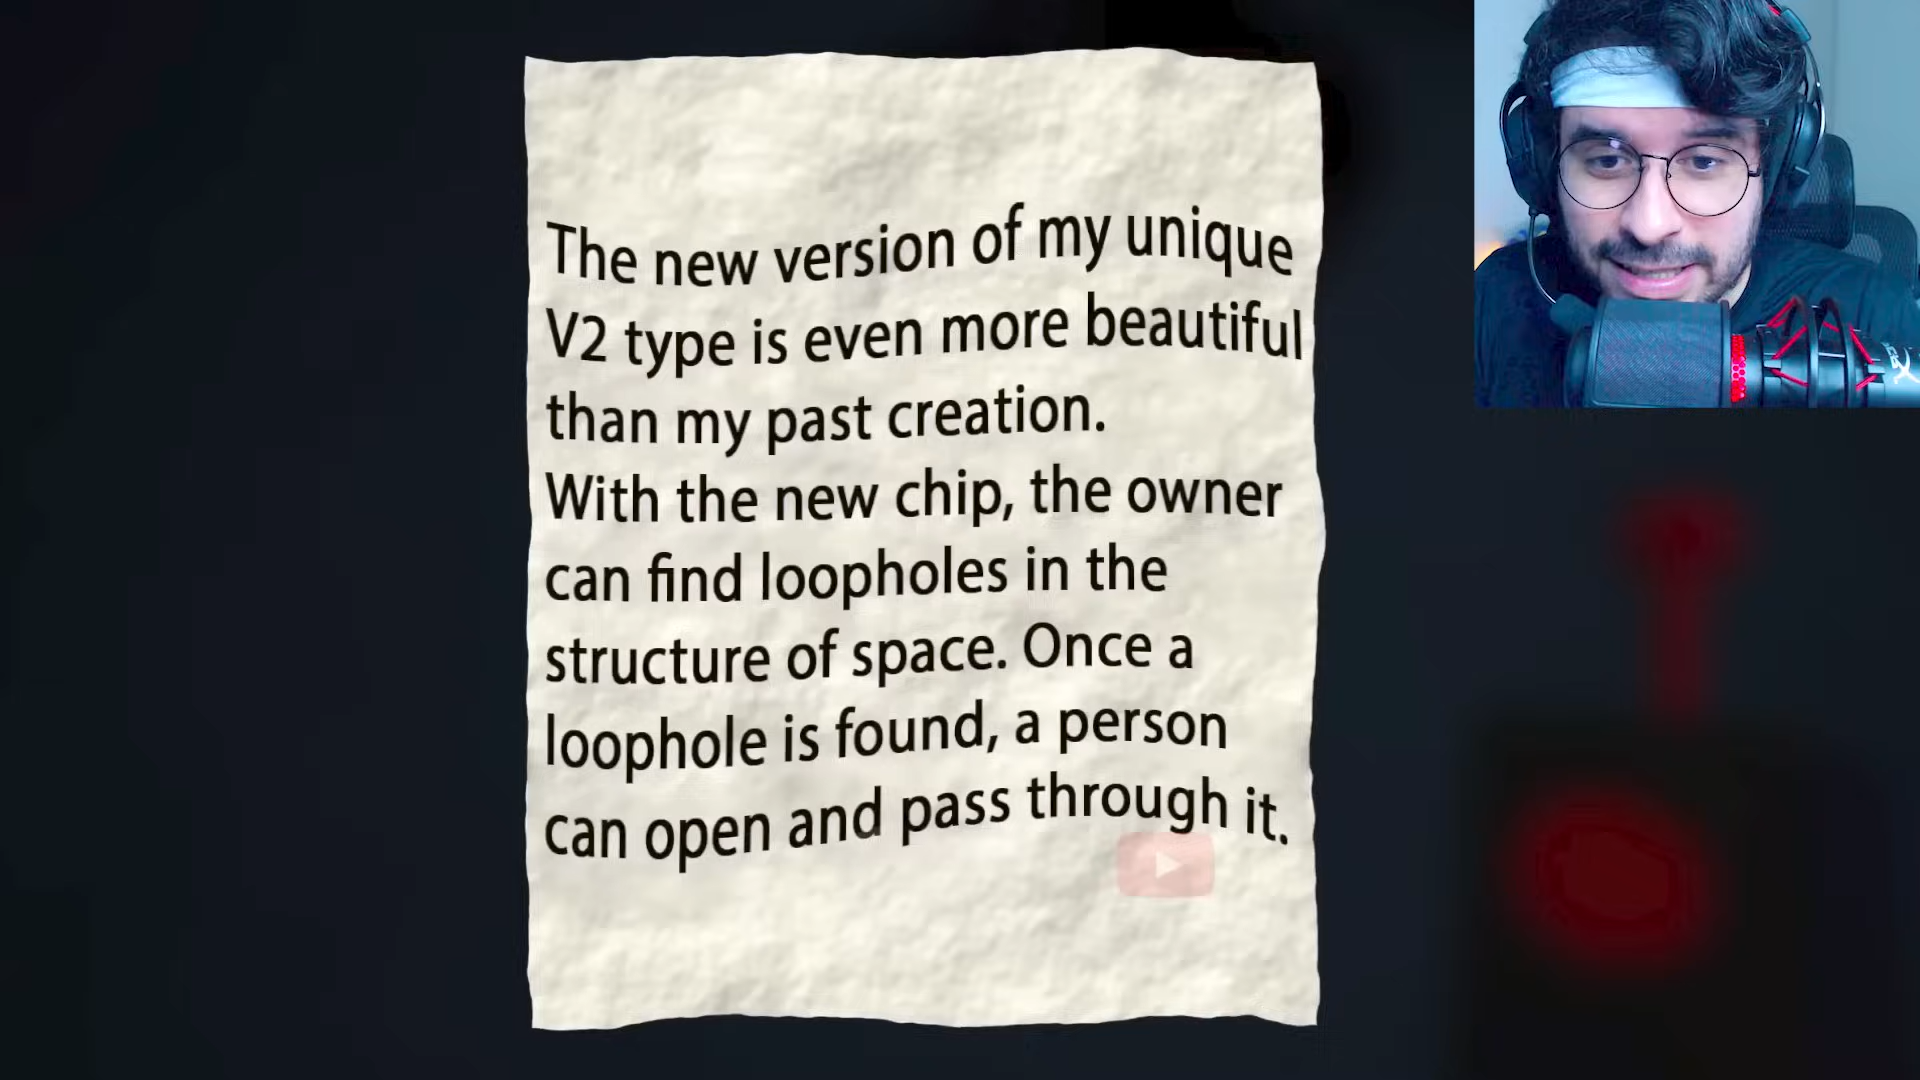 The new version of my unique
V2 type is even more beautiful
than my past creation.
With the new chip, the owner
can find loopholes in the
structure of space. Once a
loophole is found, a person
can open and pass through it.